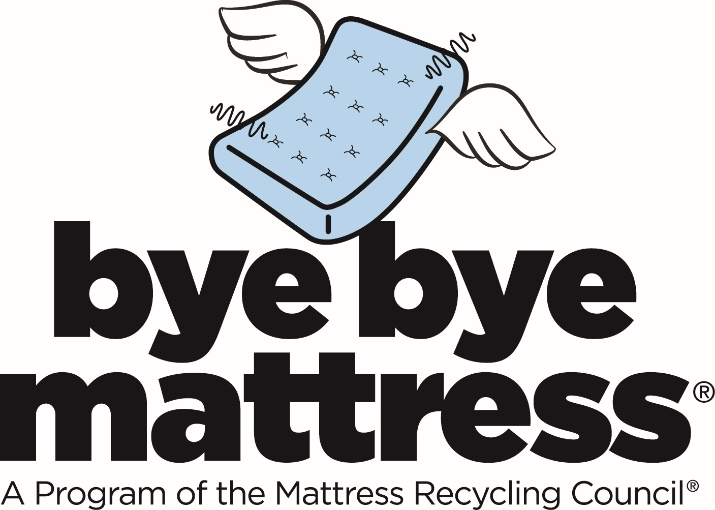 bye bye
mattress®
A Program of the Mattress Recycling Council®